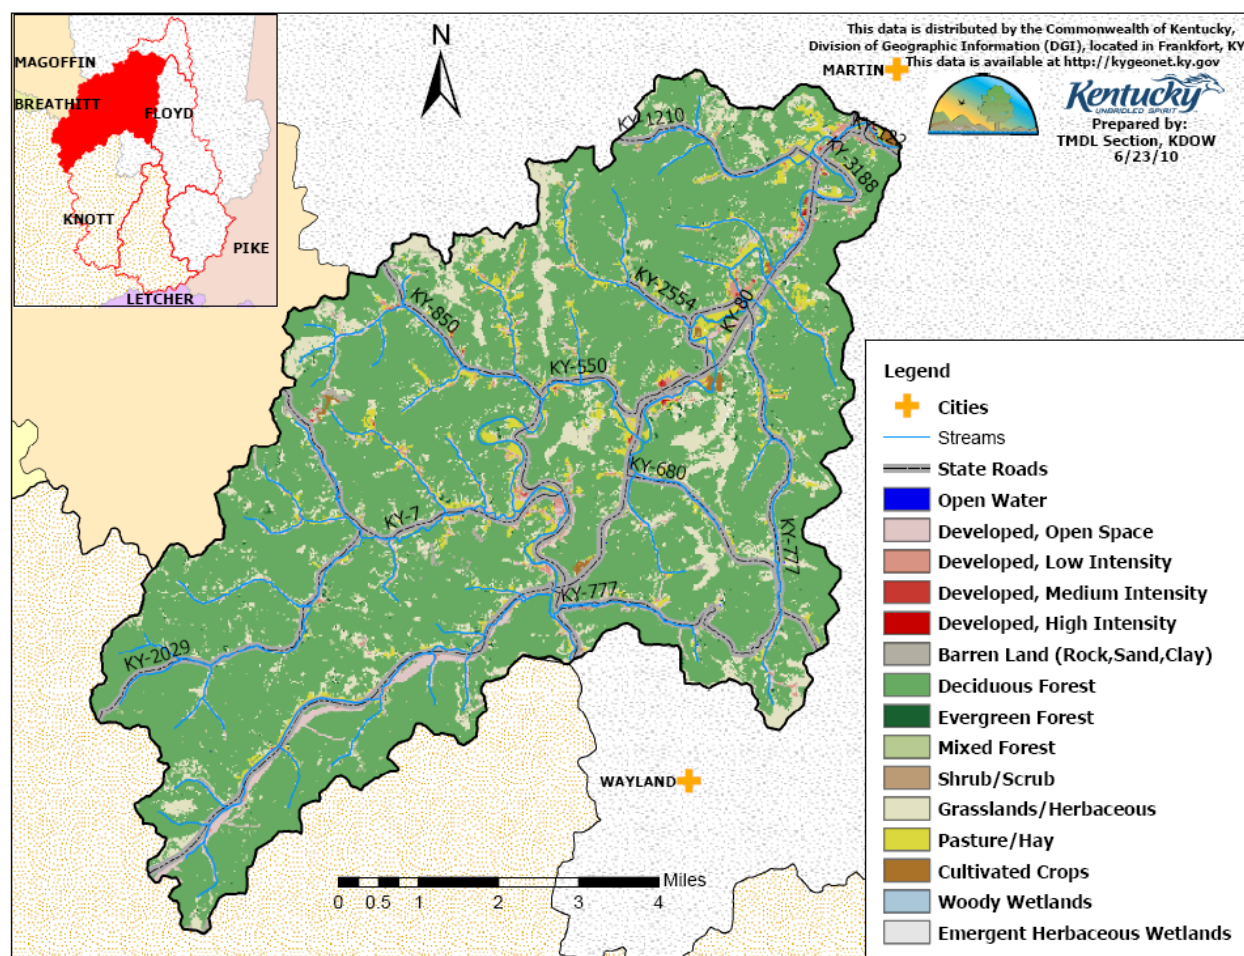 MAGOFFIN
BREATHITT
FLOYD
KNOTT
PIKE
LETCHER
N
This data is distributed by the Commonwealth of Kentucky,
Division of Geographic Information (DGI), located in Frankfort, KY
This data is available at http://kygeonet.ky.gov
MARTIN
Kentucky
UNBRIDLED SPIRIT
Prepared by:
TMDL Section, KDOW
6/23/10
KY-1210
KY-122
KY-3188
KY-2554
KY-80
KY-850
KY-550
KY-680
KY-7
KY-777
KY-777
KY-2029
WAYLAND
Miles
0 0.5 1 2 3 4
Legend
Cities
Streams
State Roads
Open Water
Developed, Open Space
Developed, Low Intensity
Developed, Medium Intensity
Developed, High Intensity
Barren Land (Rock,Sand,Clay)
Deciduous Forest
Evergreen Forest
Mixed Forest
Shrub/Scrub
Grasslands/Herbaceous
Pasture/Hay
Cultivated Crops
Woody Wetlands
Emergent Herbaceous Wetlands